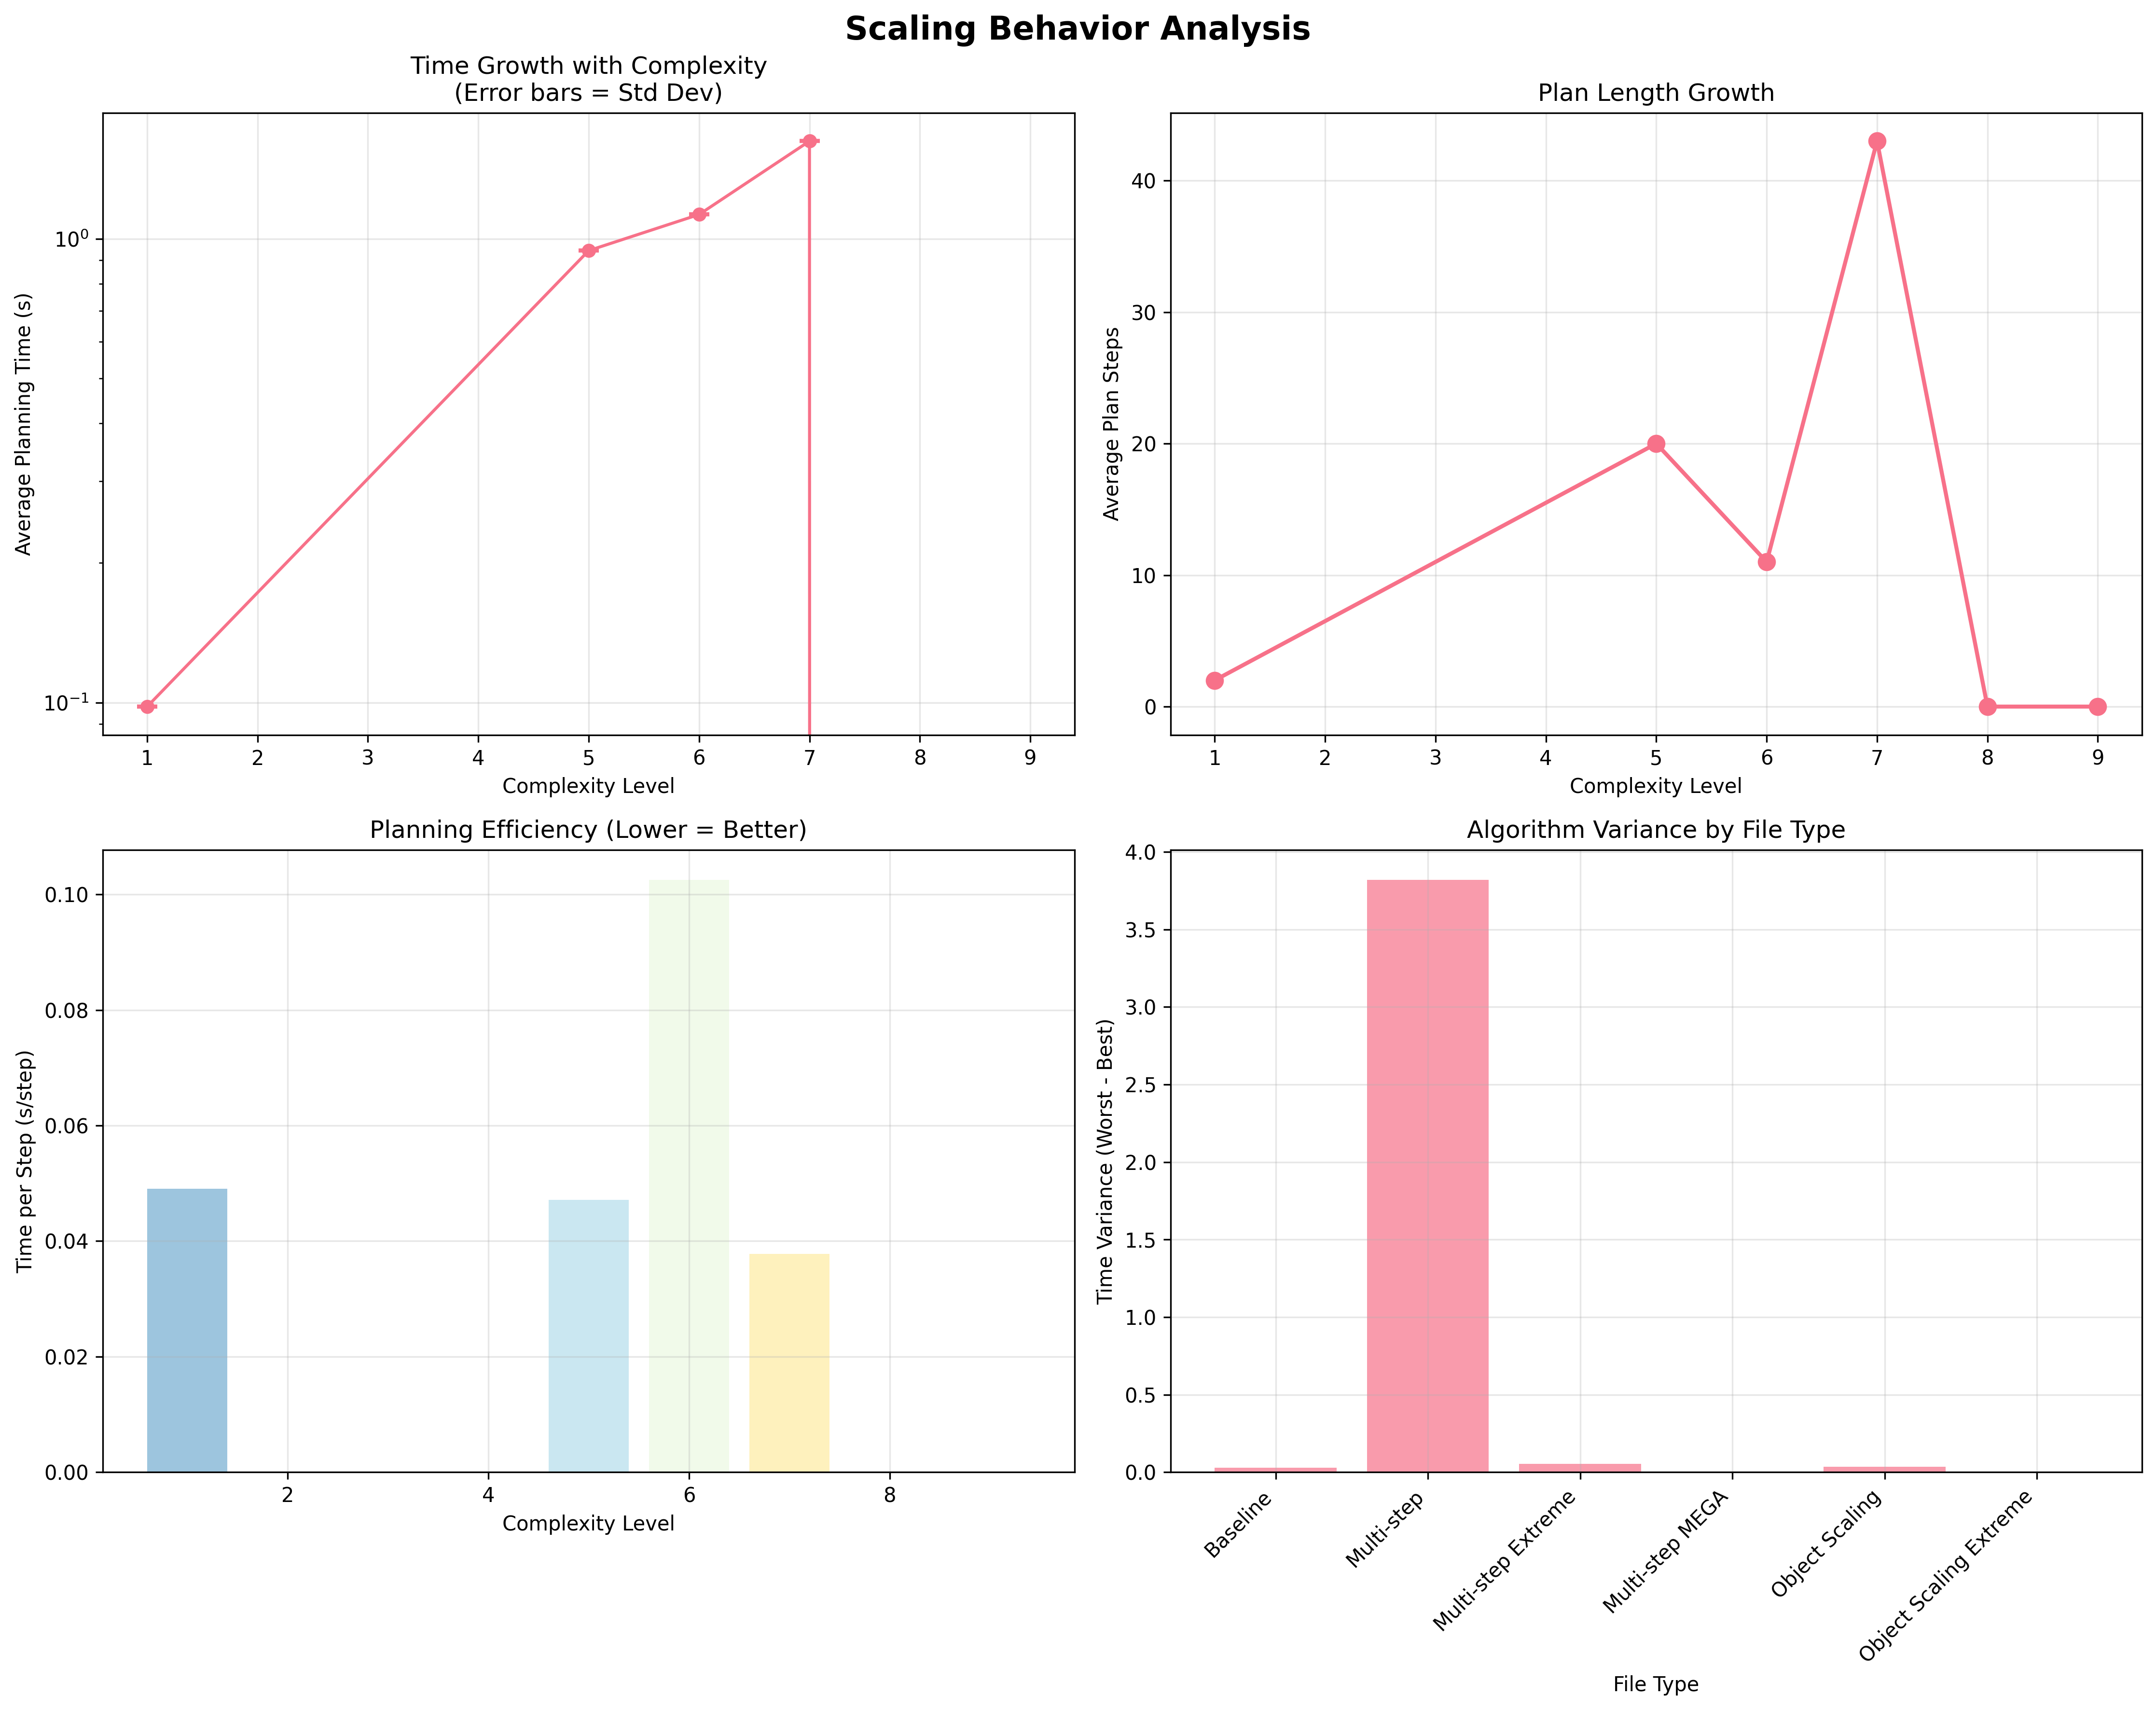 Scaling Behavior Analysis
Time Growth with Complexity
(Error bars = Std Dev)
Average Planning Time (s)
10⁰
10⁻¹
1 2 3 4 5 6 7 8 9
Complexity Level
Plan Length Growth
Average Plan Steps
40
30
20
10
0
1 2 3 4 5 6 7 8 9
Complexity Level
Planning Efficiency (Lower = Better)
Time per Step (s/step)
0.10
0.08
0.06
0.04
0.02
0.00
2 4 6 8
Complexity Level
Algorithm Variance by File Type
Time Variance (Worst - Best)
4.0
3.5
3.0
2.5
2.0
1.5
1.0
0.5
0.0
Baseline
Multi-step
Multi-step Extreme
Multi-step MEGA
Object Scaling
Object Scaling Extreme
File Type